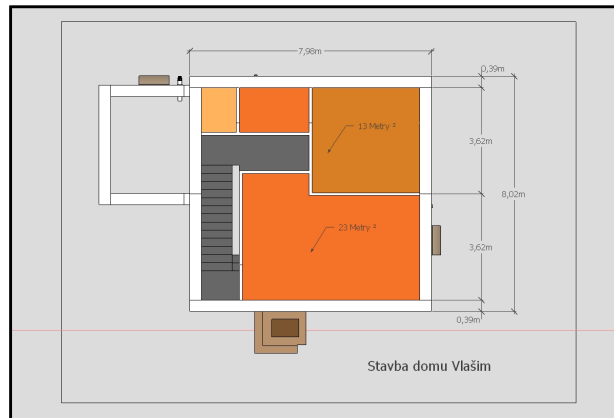 7,98m
0,39m
13 Metry ²
3,62m
8,02m
23 Metry ²
3,62m
0,39m
Stavba domu Vlašim